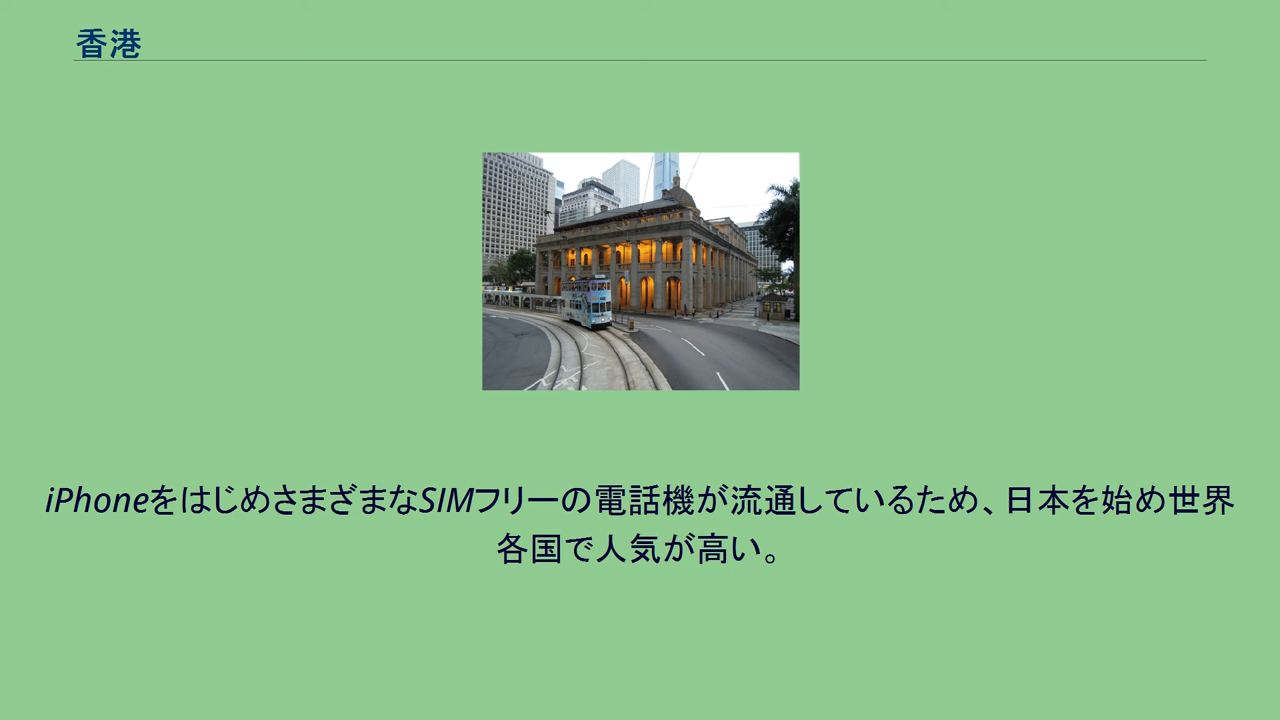 香港
iPhoneをはじめさまざまなSIMフリーの電話機が流通しているため、日本を始め世界
各国で人気が高い。